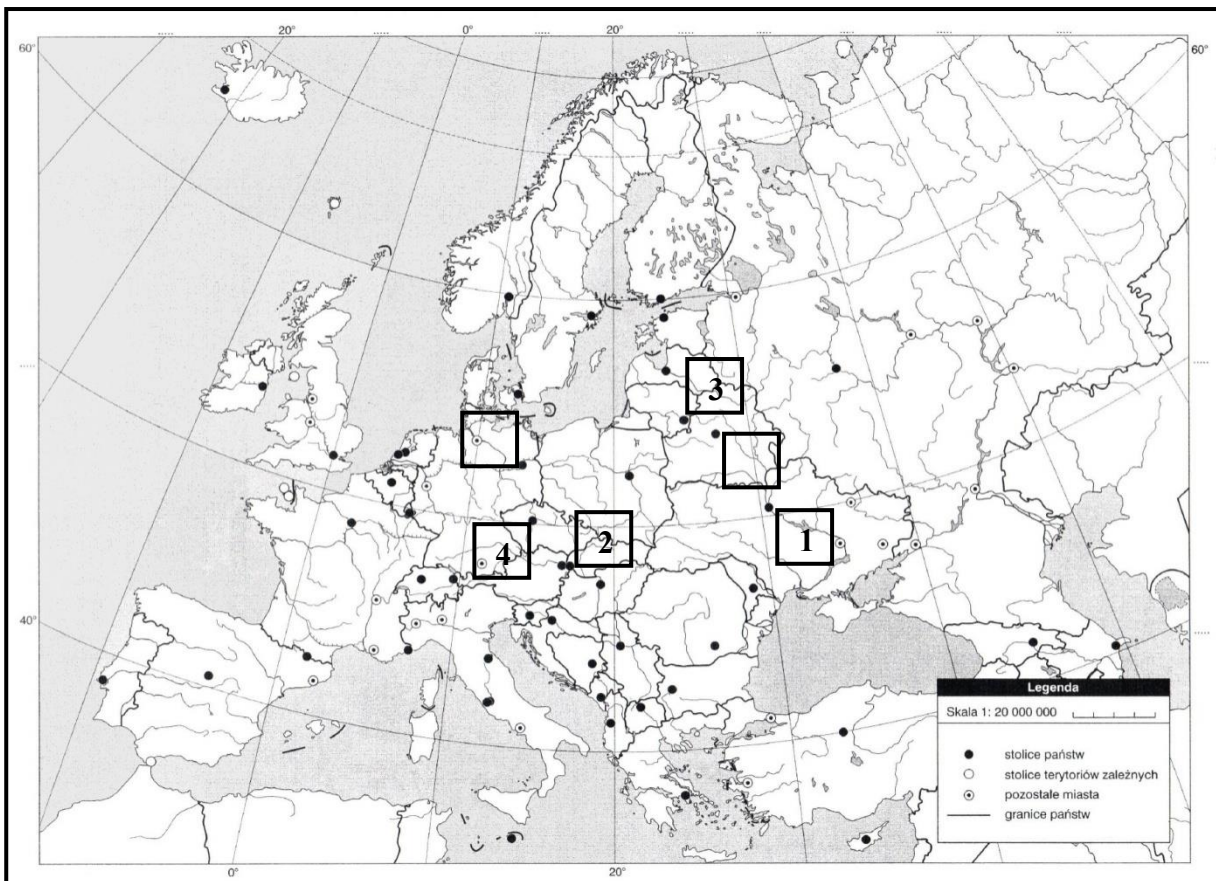 20° 0° 20°
60° 60°
3
1
2
4
40°
Legenda
Skala 1: 20 000 000
stolice państw
stolice terytoriów zależnych
pozostałe miasta
granice państw
0° 20°